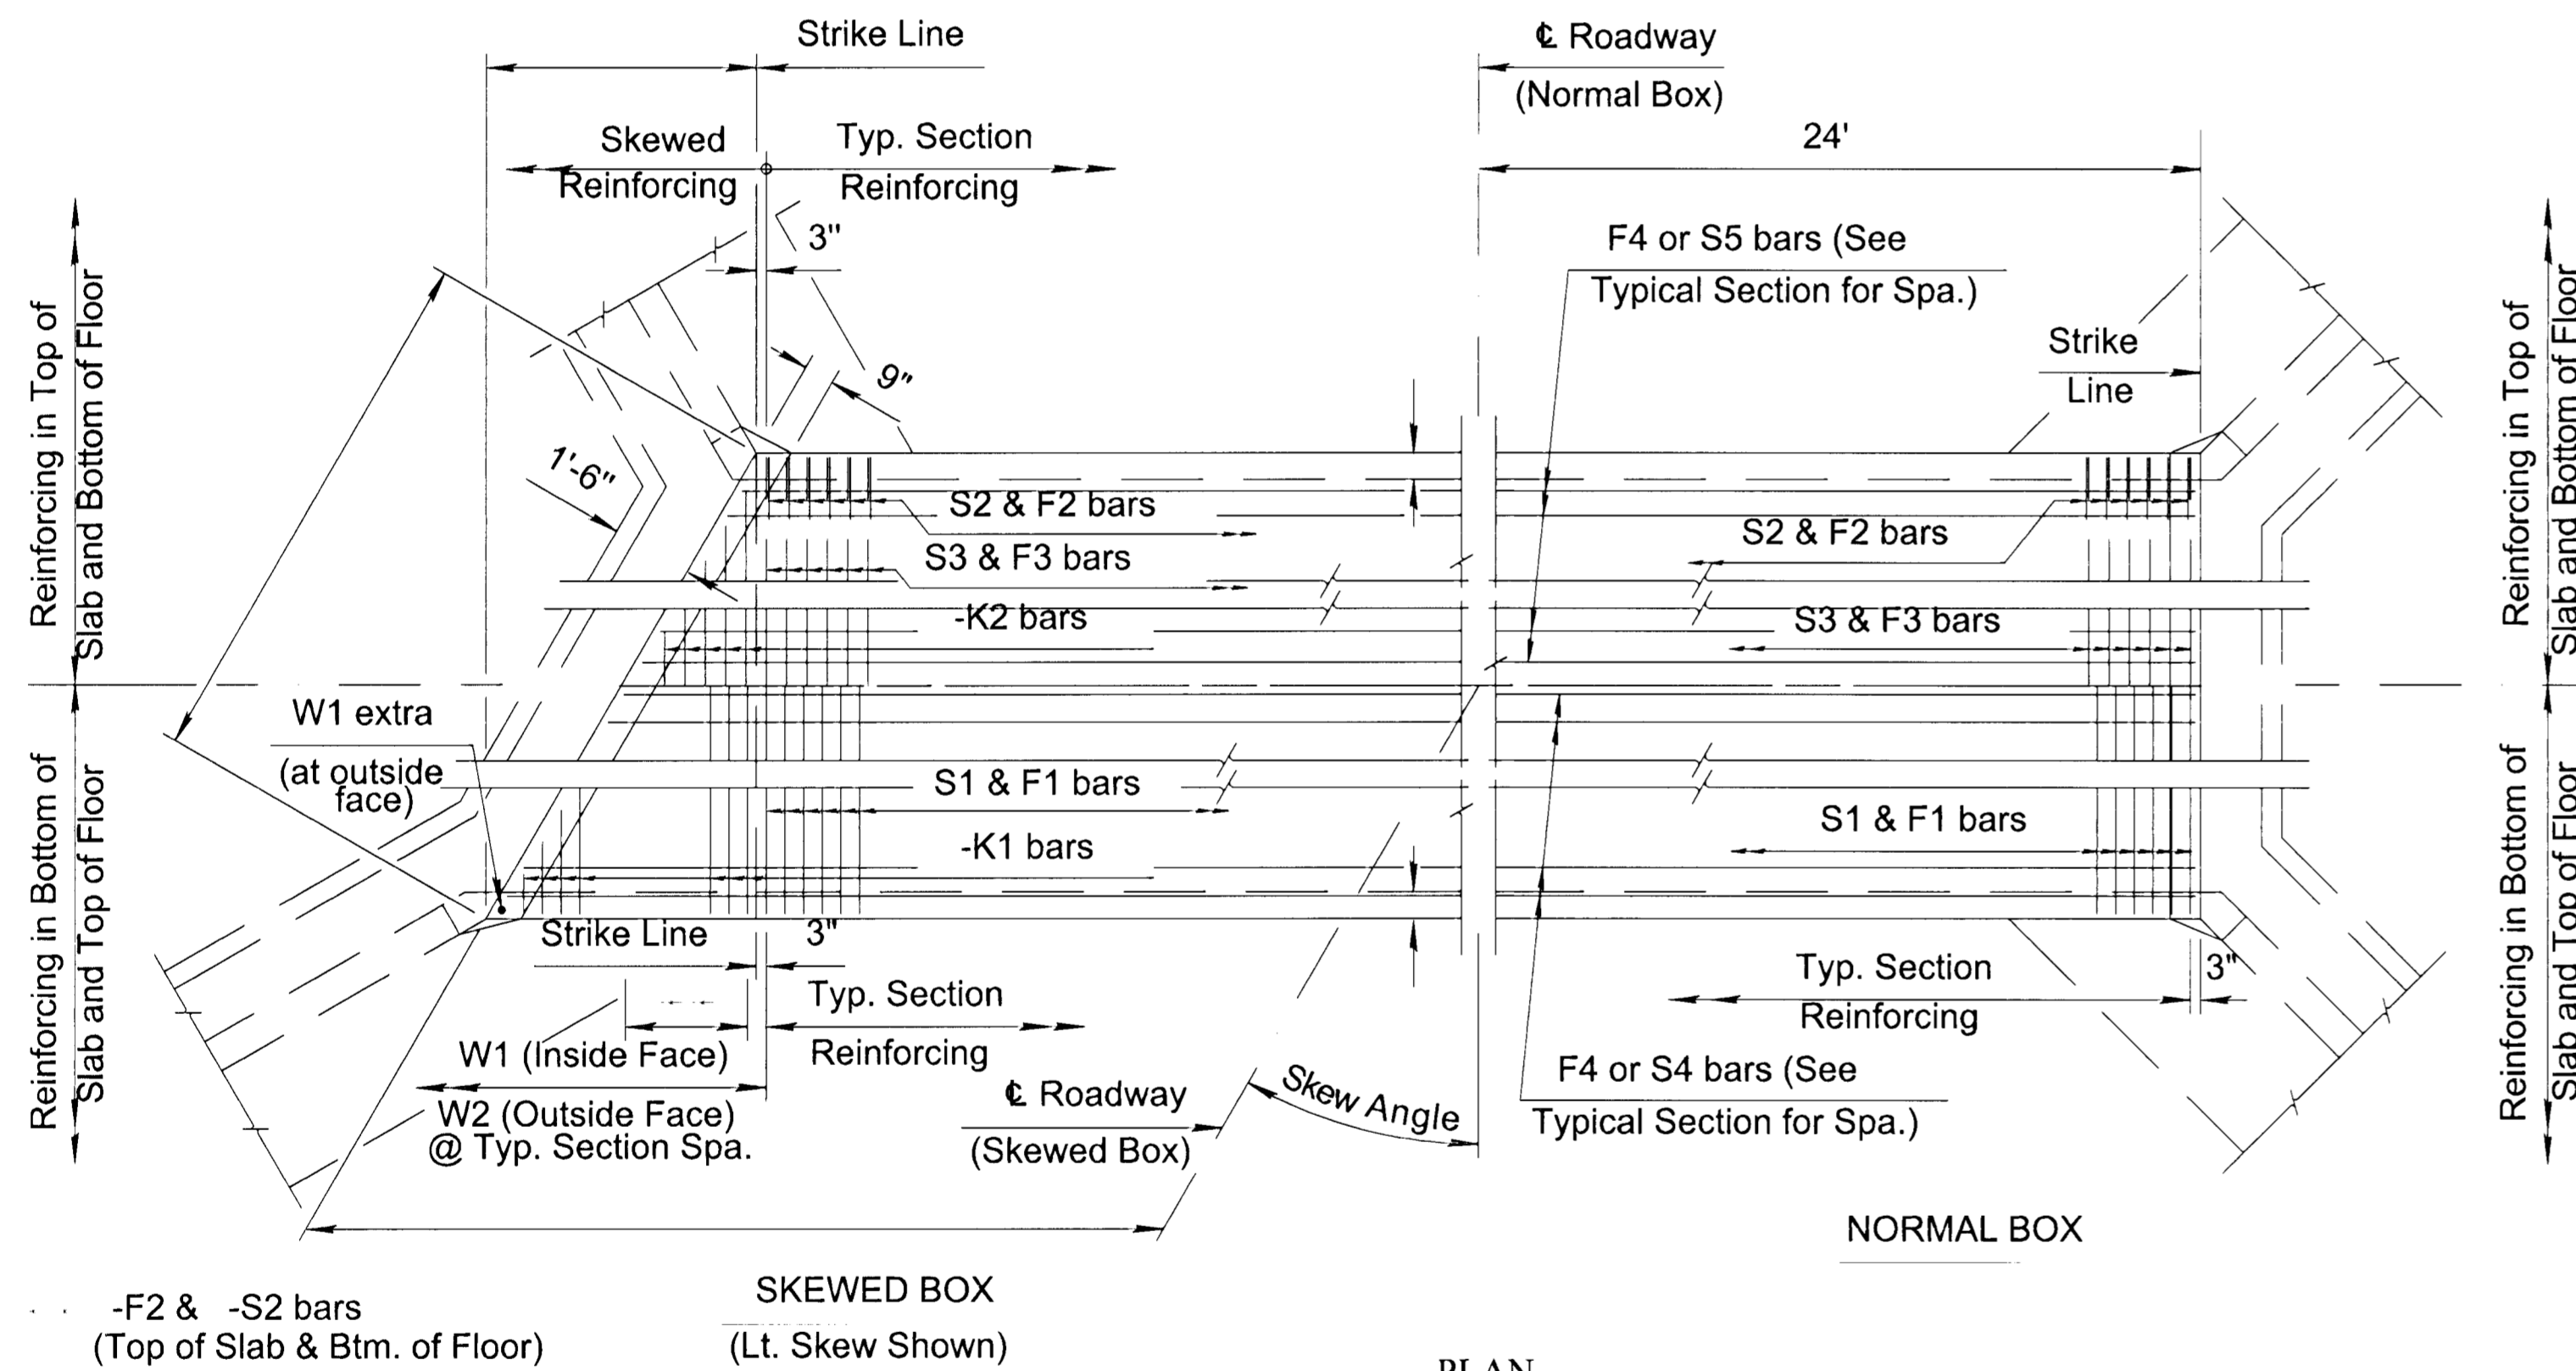 Strike Line
℄ Roadway
(Normal Box)
Skewed
Reinforcing
Typ. Section
Reinforcing
24'
3"
F4 or S5 bars (See
Typical Section for Spa.)
Strike
Line
9"
1'-6"
Reinforcing in Top of
Slab and Bottom of Floor
Reinforcing in Top of
Slab and Bottom of Floor
S2 & F2 bars
S2 & F2 bars
S3 & F3 bars
-K2 bars
S3 & F3 bars
W1 extra
(at outside
face)
S1 & F1 bars
S1 & F1 bars
-K1 bars
Reinforcing in Bottom of
Slab and Top of Floor
Reinforcing in Bottom of
Slab and Top of Floor
Strike Line
3"
Typ. Section
Reinforcing
3"
Typ. Section
Reinforcing
W1 (Inside Face)
W2 (Outside Face)
@ Typ. Section Spa.
℄ Roadway
(Skewed Box)
Skew Angle
F4 or S4 bars (See
Typical Section for Spa.)
NORMAL BOX
SKEWED BOX
(Lt. Skew Shown)
-F2 & -S2 bars
(Top of Slab & Btm. of Floor)
PLAN